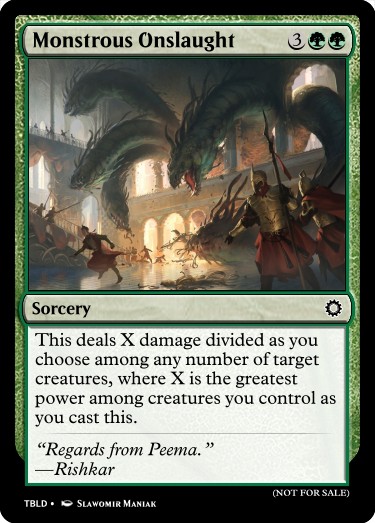 Monstrous Onslaught 3
Sorcery
This deals X damage divided as you
choose among any number of target
creatures, where X is the greatest
power among creatures you control as
you cast this.
“Regards from Peema.”
—Rishkar
TBLD • Slawomir Maniak
(NOT FOR SALE)